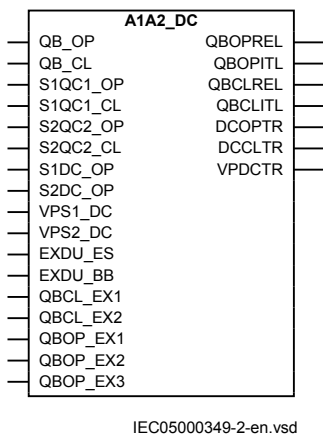 A1A2_DC
QB_OP QBOPREL
QB_CL QBOPITL
S1QC1_OP QBCLREL
S1QC1_CL QBCLITL
S2QC2_OP DCOPTR
S2QC2_CL DCCLTR
S1DC_OP VPDCTR
S2DC_OP
VPS1_DC
VPS2_DC
EXDU_ES
EXDU_BB
QBCL_EX1
QBCL_EX2
QBOP_EX1
QBOP_EX2
QBOP_EX3
IEC05000349-2-en.vsd